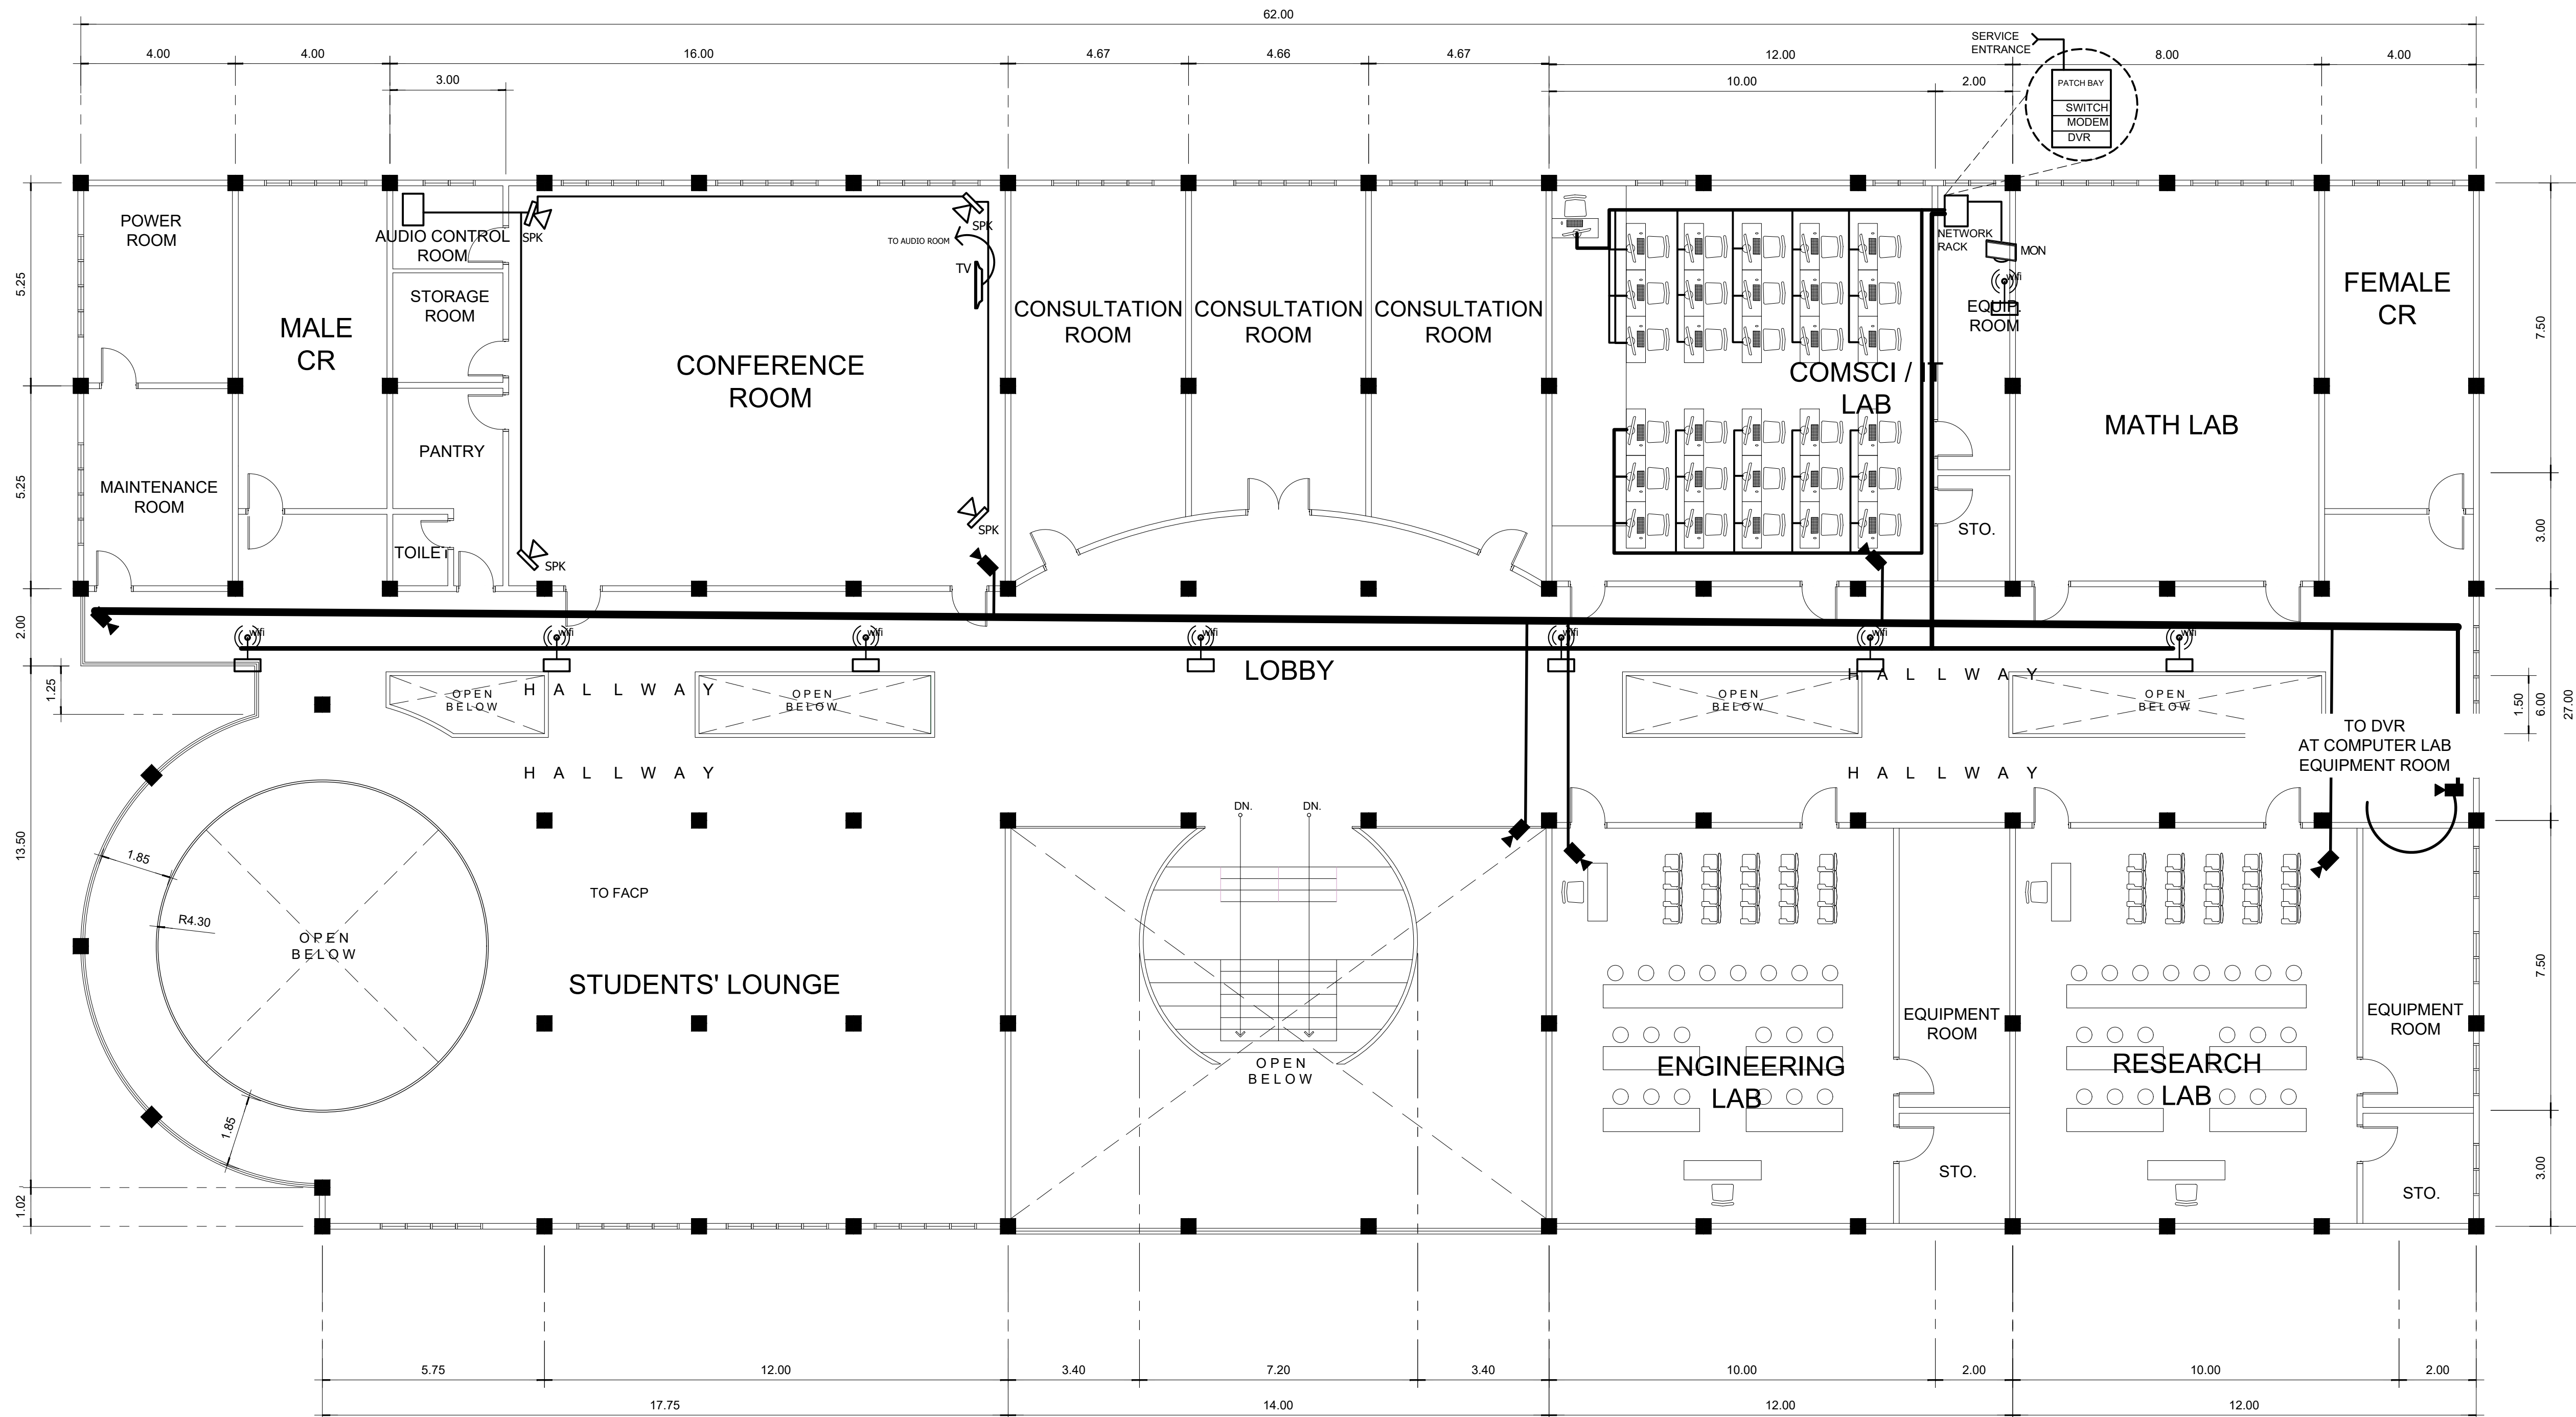 62.00
4.00
4.00
16.00
4.67
4.66
4.67
12.00
8.00
4.00
3.00
10.00
2.00
SERVICE
ENTRANCE
PATCH BAY
SWITCH
MODEM
DVR
POWER
ROOM
AUDIO CONTROL
ROOM
SPK
SPK
TO AUDIO ROOM
TV
NETWORK
RACK
MON
wifi
EQUIP.
ROOM
5.25
STORAGE
ROOM
MALE
CR
CONFERENCE
ROOM
CONSULTATION
ROOM
CONSULTATION
ROOM
CONSULTATION
ROOM
COMSCI / IT
LAB
MATH LAB
FEMALE
CR
7.50
5.25
PANTRY
MAINTENANCE
ROOM
TOILET
SPK
SPK
STO.
3.00
2.00
wifi
wifi
wifi
wifi
wifi
wifi
wifi
LOBBY
HALLWAY
HALLWAY
1.25
OPEN
BELOW
OPEN
BELOW
OPEN
BELOW
OPEN
BELOW
1.50
6.00
27.00
TO DVR
AT COMPUTER LAB
EQUIPMENT ROOM
HALLWAY
HALLWAY
DN.
DN.
13.50
1.85
R4.30
TO FACP
OPEN
BELOW
STUDENTS' LOUNGE
OPEN
BELOW
1.85
ENGINEERING
LAB
EQUIPMENT
ROOM
RESEARCH
LAB
EQUIPMENT
ROOM
7.50
STO.
STO.
3.00
1.02
5.75
12.00
3.40
7.20
3.40
10.00
2.00
10.00
2.00
17.75
14.00
12.00
12.00